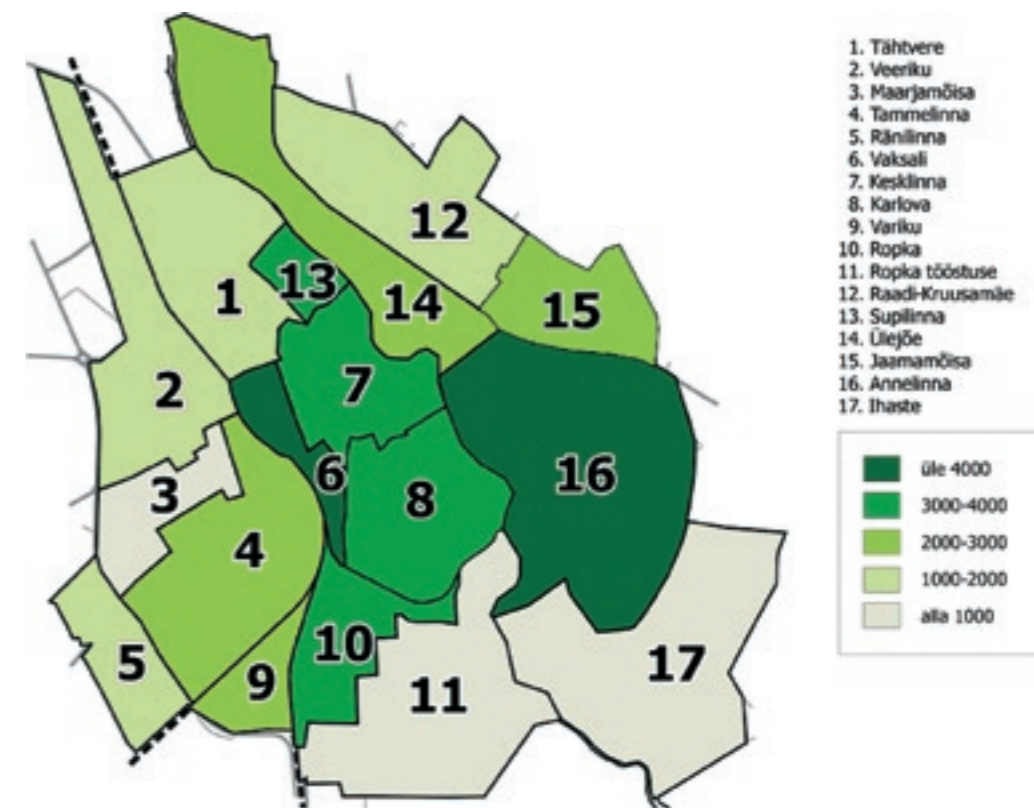 1. Tähtvere
2. Veeriku
3. Maarjamõisa
4. Tammelinna
5. Ränilinna
6. Vaksali
7. Kesklinna
8. Karlova
9. Variku
10. Ropka
11. Ropka tööstuse
12. Raadi-Kruusamäe
13. Supilinna
14. Ülejõe
15. Jaamamõisa
16. Annelinna
17. Ihaste
üle 4000
3000-4000
2000-3000
1000-2000
alla 1000
12
13
1
14
15
7
2
6
16
3
8
4
10
5
9
11
17